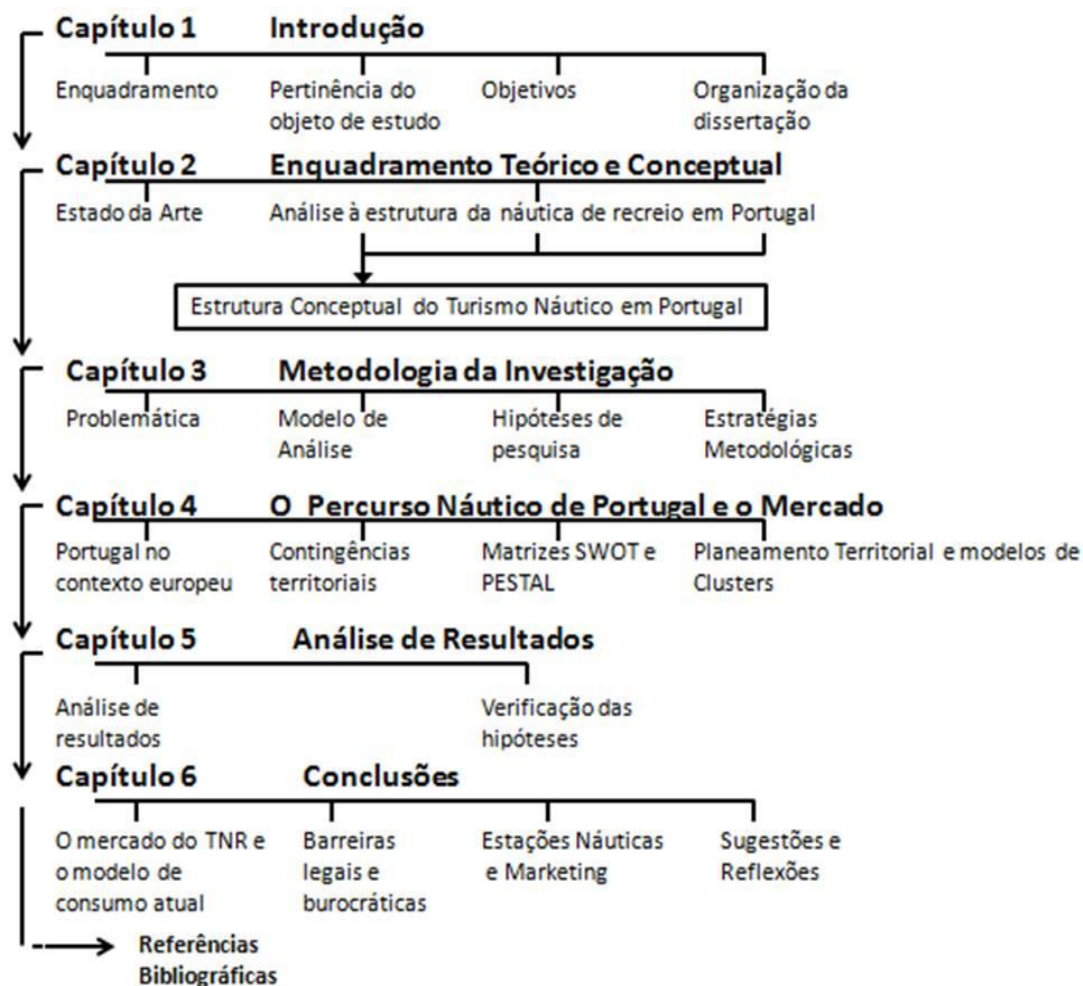 Capítulo 1 Introdução
Enquadramento Pertinência do Objetivos Organização da
objeto de estudo dissertação
Capítulo 2 Enquadramento Teórico e Conceptual
Estado da Arte Análise à estrutura da náutica de recreio em Portugal
Estrutura Conceptual do Turismo Náutico em Portugal
Capítulo 3 Metodologia da Investigação
Problemática Modelo de Hipóteses de Estratégias
Análise pesquisa Metodológicas
Capítulo 4 O Percurso Náutico de Portugal e o Mercado
Portugal no Contingências Matrizes SWOT e Planeamento Territorial e modelos de
contexto europeu territoriais PESTAL Clusters
Capítulo 5 Análise de Resultados
Análise de Verificação das
resultados hipóteses
Capítulo 6 Conclusões
O mercado do TNR e Barreiras Estações Náuticas Sugestões e
o modelo de legais e e Marketing Reflexões
consumo atual burocráticas
Referências
Bibliográficas